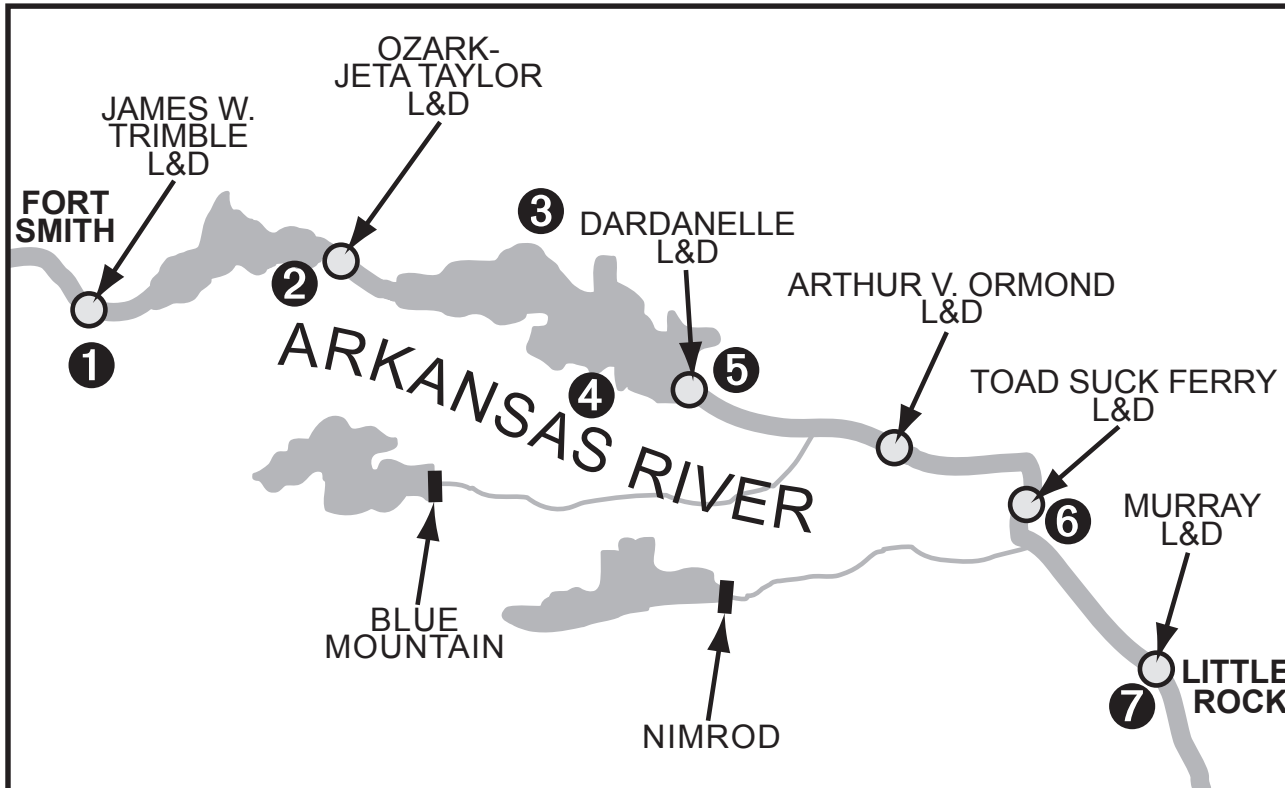 OZARK-
JETA TAYLOR
L&D
JAMES W.
TRIMBLE
L&D
FORT
SMITH
3
DARDANELLE
L&D
2
ARTHUR V. ORMOND
L&D
1
5
4
TOAD SUCK FERRY
L&D
ARKANSAS RIVER
6
MURRAY
L&D
BLUE
MOUNTAIN
NIMROD
7
LITTLE
ROCK